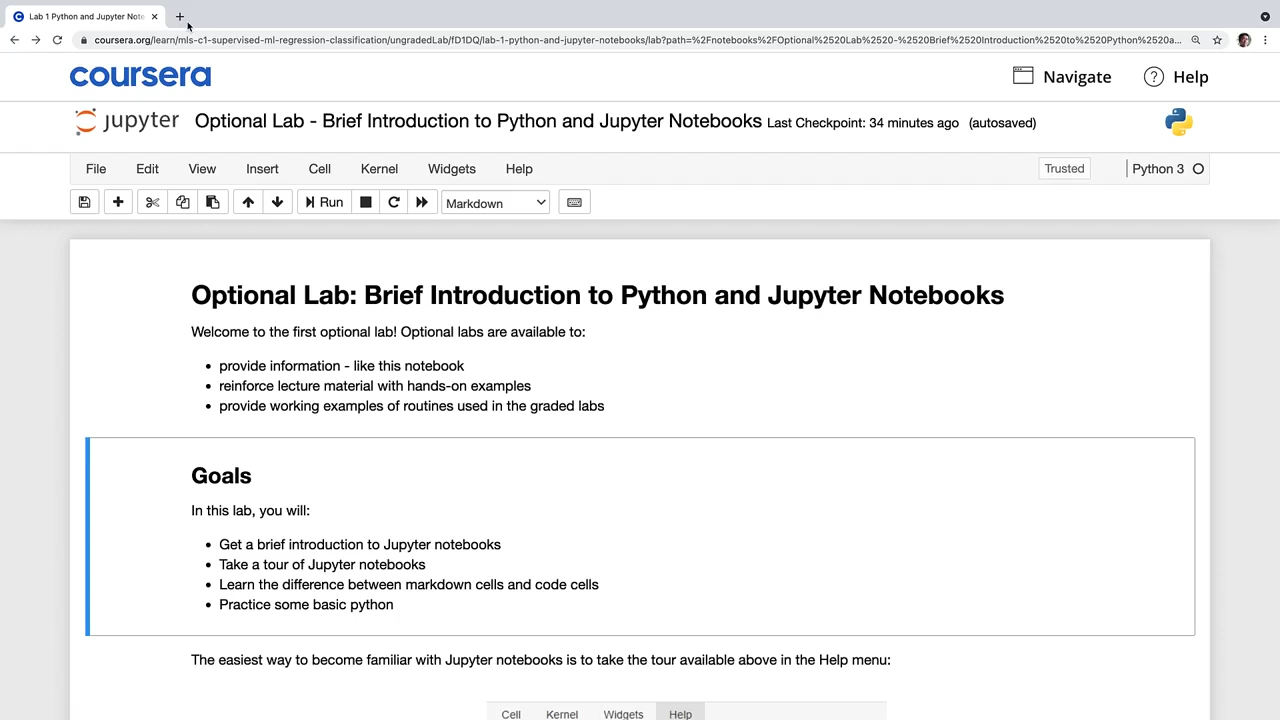 Lab 1 Python and Jupyter Note
coursera.org/learn/mls-c1-supervised-ml-regression-classification/ungradedLab/fD1DQ/lab-1-python-and-jupyter-notebooks/lab?path=%2Fnotebooks%2FOptional%2520Lab%2520-%2520Brief%2520Introduction%2520to%2520Python%2520a...
coursera
Navigate
Help
jupyter Optional Lab - Brief Introduction to Python and Jupyter Notebooks Last Checkpoint: 34 minutes ago (autosaved)
File Edit View Insert Cell Kernel Widgets Help Trusted Python 3
Run Markdown
Optional Lab: Brief Introduction to Python and Jupyter Notebooks
Welcome to the first optional lab! Optional labs are available to:
• provide information - like this notebook
• reinforce lecture material with hands-on examples
• provide working examples of routines used in the graded labs
Goals
In this lab, you will:
• Get a brief introduction to Jupyter notebooks
• Take a tour of Jupyter notebooks
• Learn the difference between markdown cells and code cells
• Practice some basic python
The easiest way to become familiar with Jupyter notebooks is to take the tour available above in the Help menu:
Cell Kernel Widgets Help